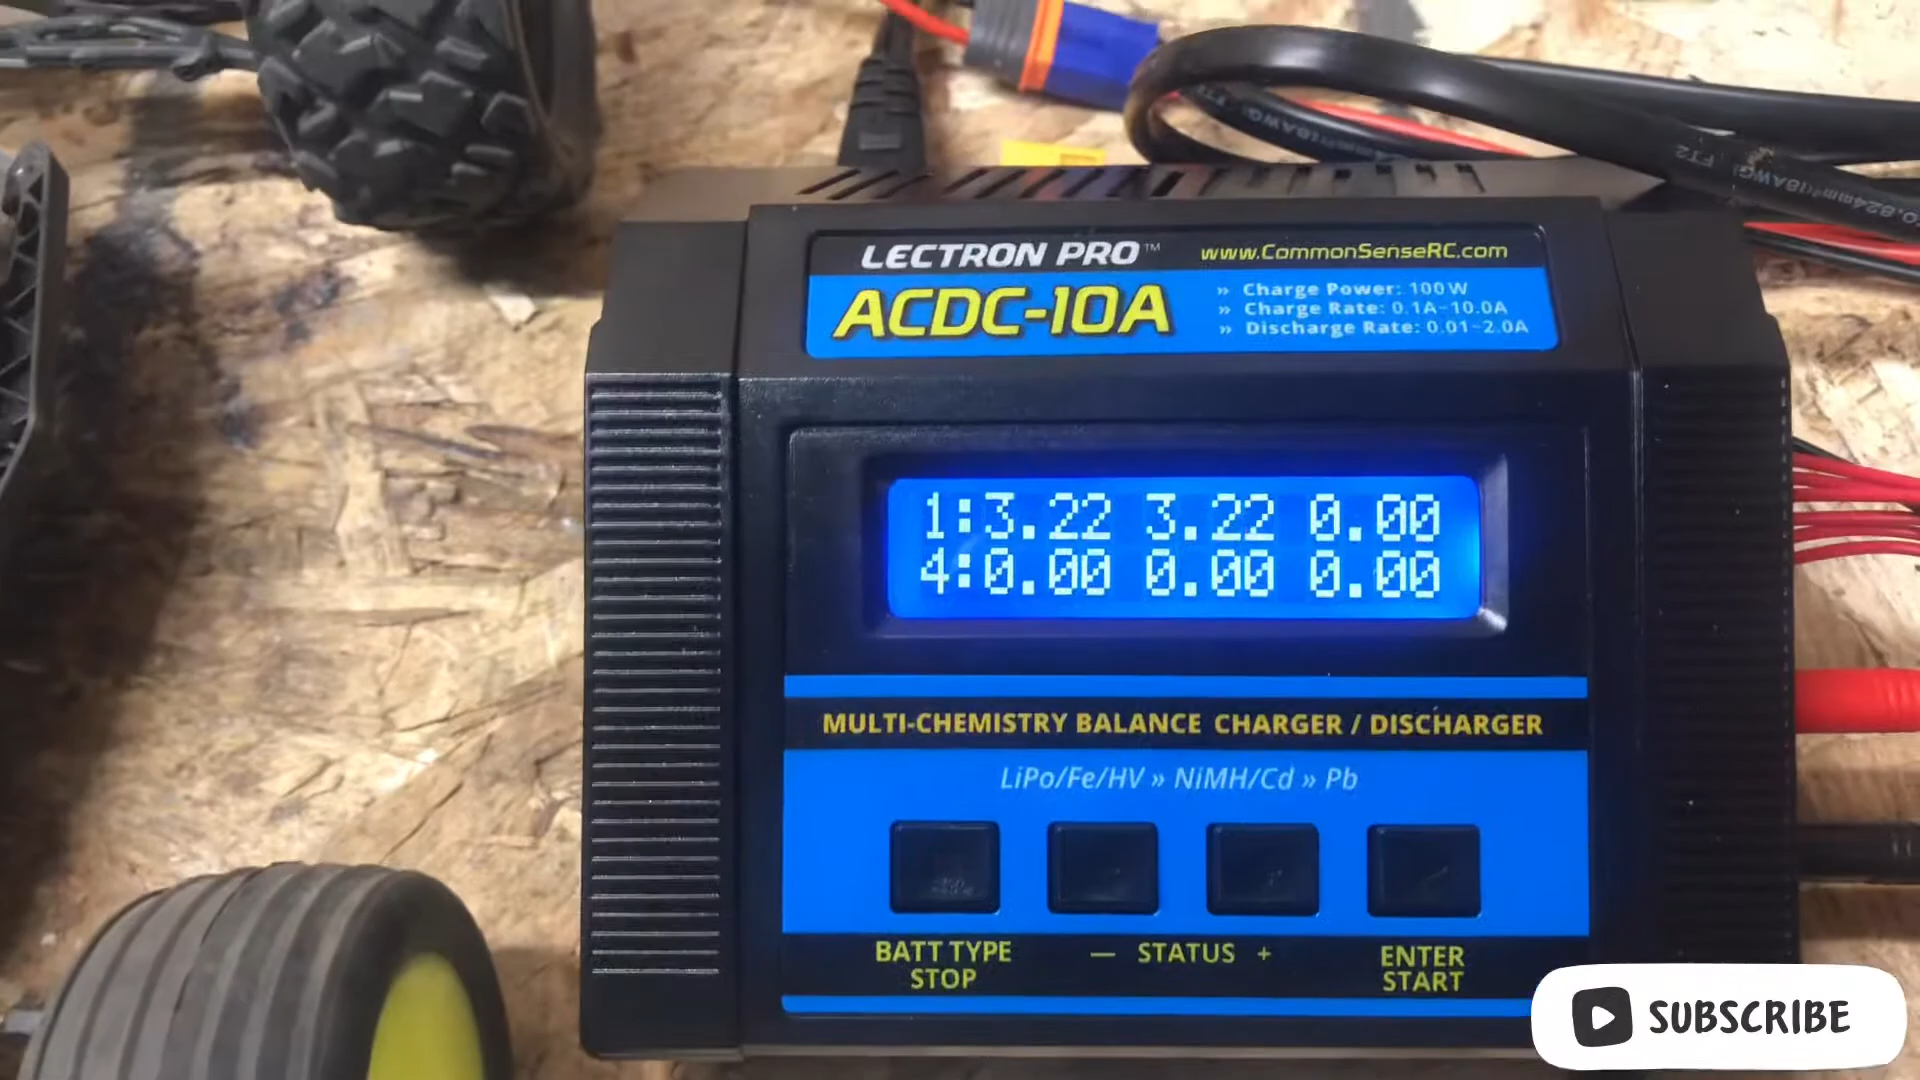 LECTRON PRO™ www.CommonSenseRC.com
ACDC-10A
» Charge Power: 100W
» Charge Rate: 0.1A~10.0A
» Discharge Rate: 0.01~2.0A
1:3.22 3.22 0.00
4:0.00 0.00 0.00
MULTI-CHEMISTRY BALANCE CHARGER / DISCHARGER
LiPo/Fe/HV » NiMH/Cd » Pb
BATT TYPE
STOP
— STATUS +
ENTER
START
SUBSCRIBE